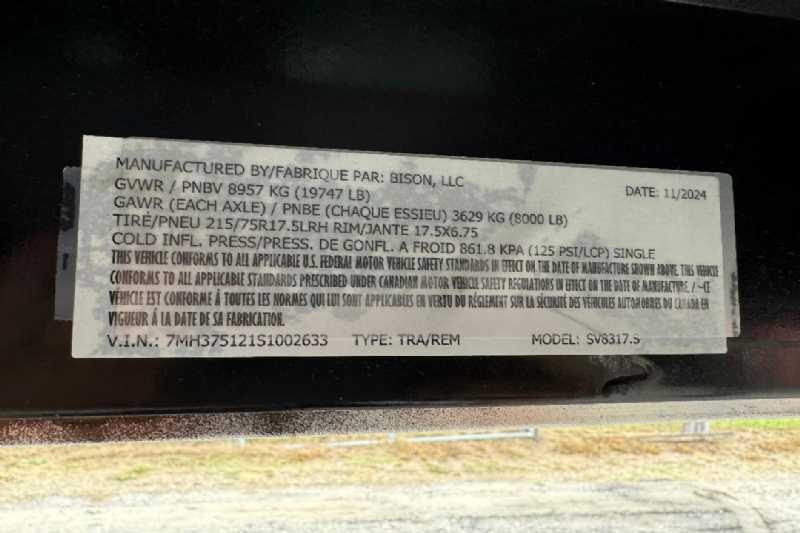 MANUFACTURED BY/FABRIQUE PAR: BISON, LLC
GVWR / PNBV 8957 KG (19747 LB) DATE: 11/2024
GAWR (EACH AXLE) / PNBE (CHAQUE ESSIEU) 3629 KG (8000 LB)
TIRE/PNEU 215/75R17.5LRH RIM/JANTE 17.5X6.75
COLD INFL. PRESS/PRESS. DE GONFL. A FROID 861.8 KPA (125 PSI/LCP) SINGLE
THIS VEHICLE CONFORMS TO ALL APPLICABLE U.S. FEDERAL MOTOR VEHICLE SAFETY STANDARDS IN EFFECT ON THE DATE OF MANUFACTURE SHOWN ABOVE. THIS VEHICLE
CONFORMS TO ALL APPLICABLE STANDARDS PRESCRIBED UNDER CANADIAN MOTOR VEHICLE SAFETY REGULATIONS IN EFFECT ON THE DATE OF MANUFACTURE. / -CE
VÉHICLE EST CONFORME À TOUTES LES NORMES QUI LUI SONT APPLICABLES EN VERTU DU RÉGLEMENT SUR LA SÉCURITÉ DES VÉHICULES AUTOMOBILES DU CANADA EN
VIGUEUR À LA DATE DE SA FABRICATION.
V.I.N.: 7MH375121S1002633 TYPE: TRA/REM MODEL: SV8317.S